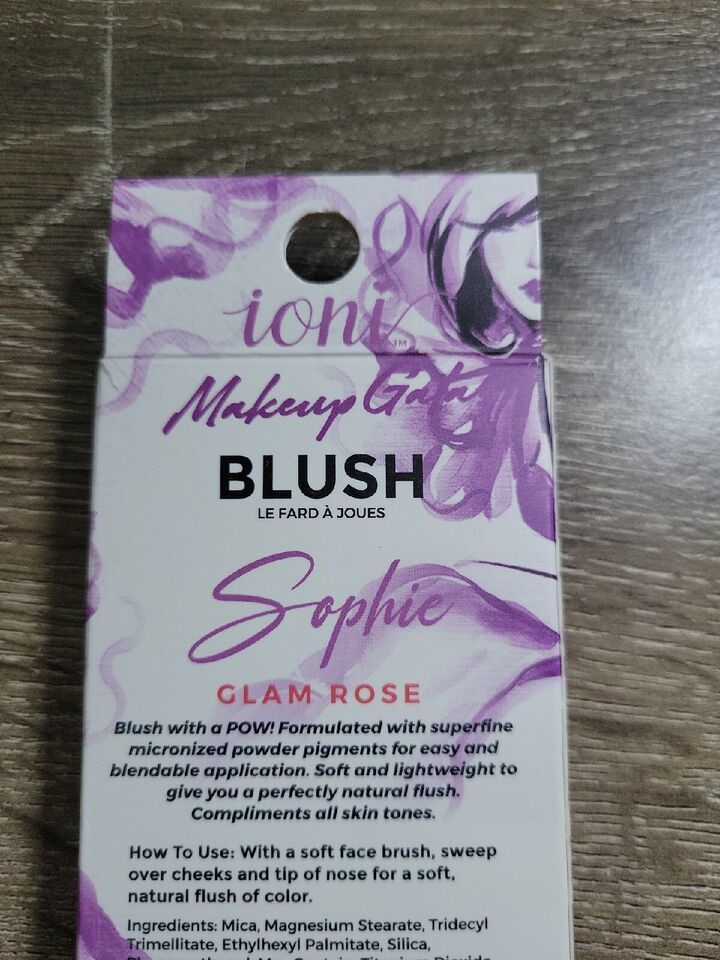 ioni™
Makeup Gata
BLUSH
LE FARD À JOUES
Sophie
GLAM ROSE
Blush with a POW! Formulated with superfine
micronized powder pigments for easy and
blendable application. Soft and lightweight to
give you a perfectly natural flush.
Compliments all skin tones.
How To Use: With a soft face brush, sweep
over cheeks and tip of nose for a soft,
natural flush of color.
Ingredients: Mica, Magnesium Stearate, Tridecyl
Trimellitate, Ethylhexyl Palmitate, Silica,